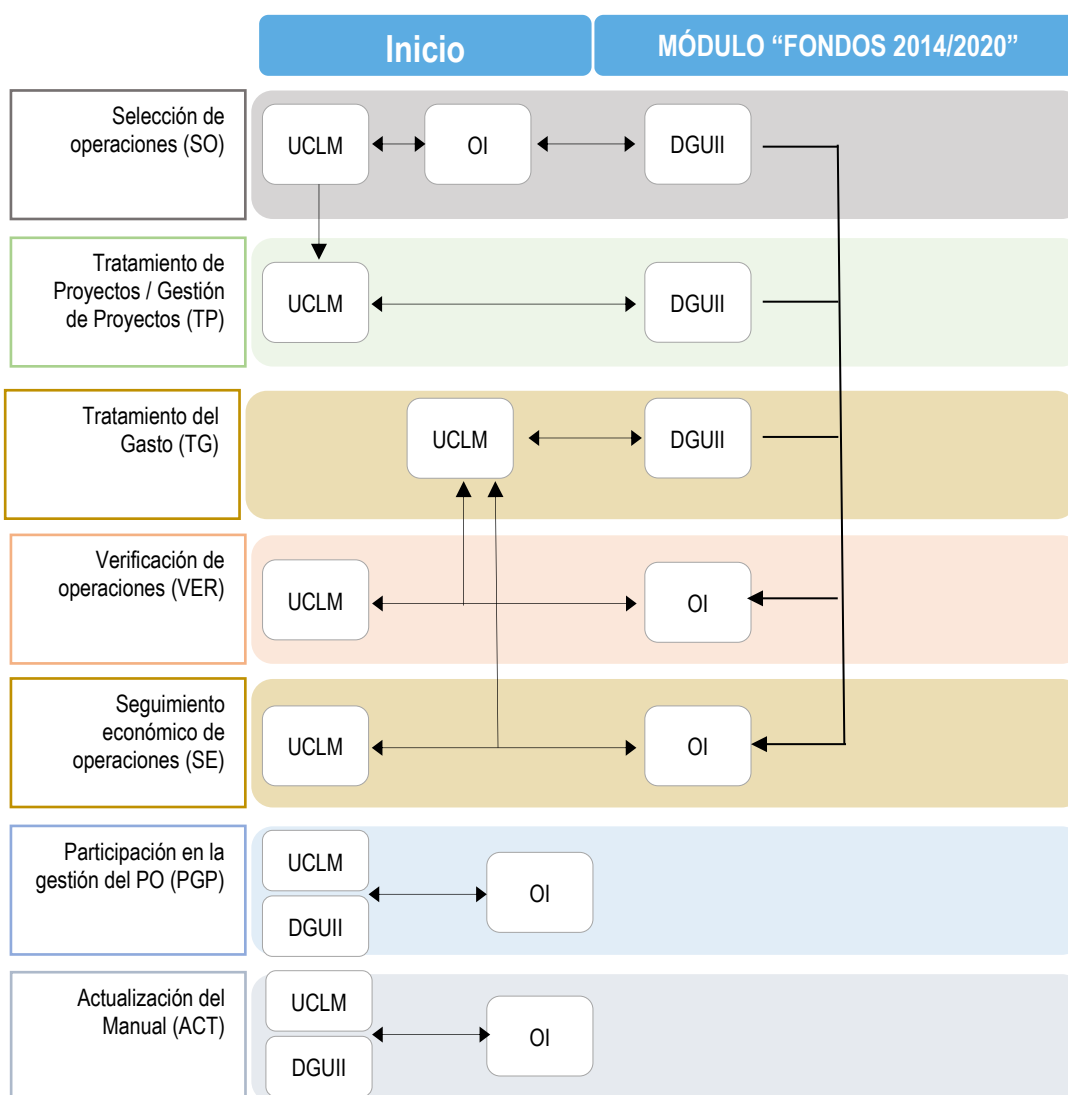 Inicio
MÓDULO “FONDOS 2014/2020”
Selección de
operaciones (SO)
UCLM
OI
DGUII
Tratamiento de
Proyectos / Gestión
de Proyectos (TP)
UCLM
DGUII
Tratamiento del
Gasto (TG)
UCLM
DGUII
Verificación de
operaciones (VER)
UCLM
OI
Seguimiento
económico de
operaciones (SE)
UCLM
OI
Participación en la
gestión del PO (PGP)
UCLM
DGUII
OI
Actualización del
Manual (ACT)
UCLM
DGUII
OI